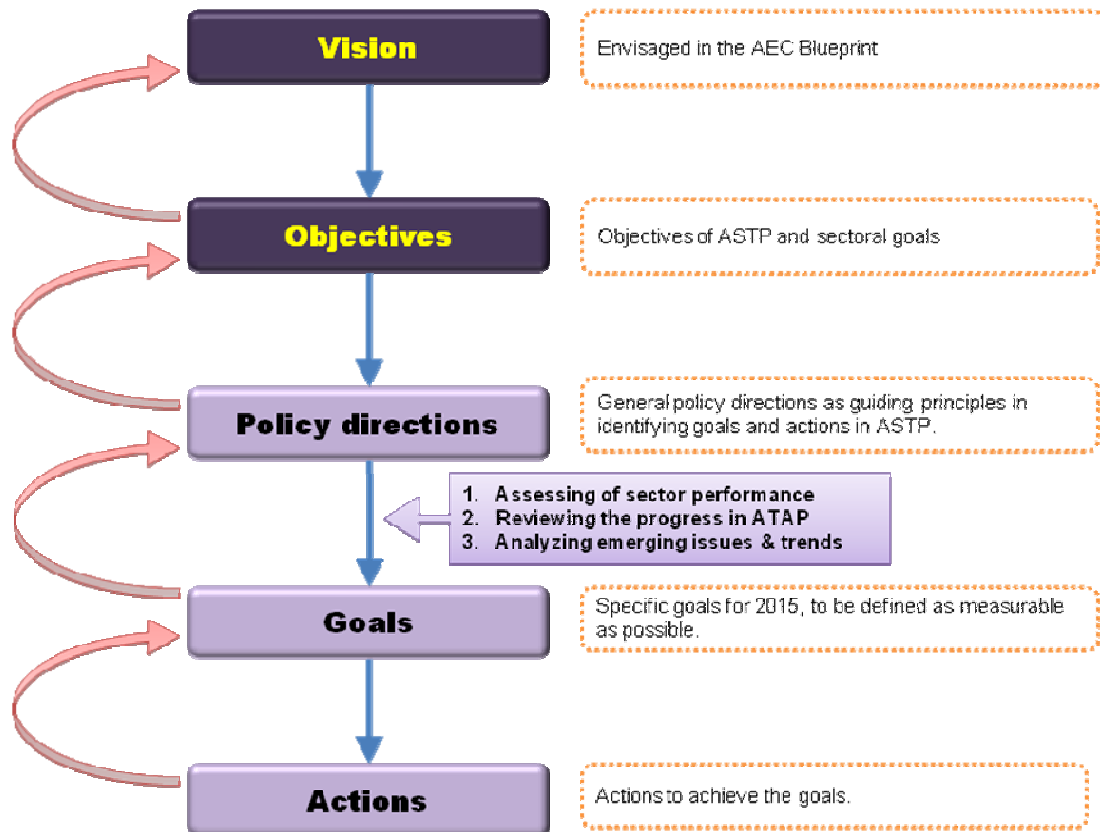 Vision
Envisaged in the AEC Blueprint
Objectives
Objectives of ASTP and sectoral goals
Policy directions
General policy directions as guiding principles in
identifying goals and actions in ASTP.
1. Assessing of sector performance
2. Reviewing the progress in ATAP
3. Analyzing emerging issues & trends
Goals
Specific goals for 2015, to be defined as measurable
as possible.
Actions
Actions to achieve the goals.